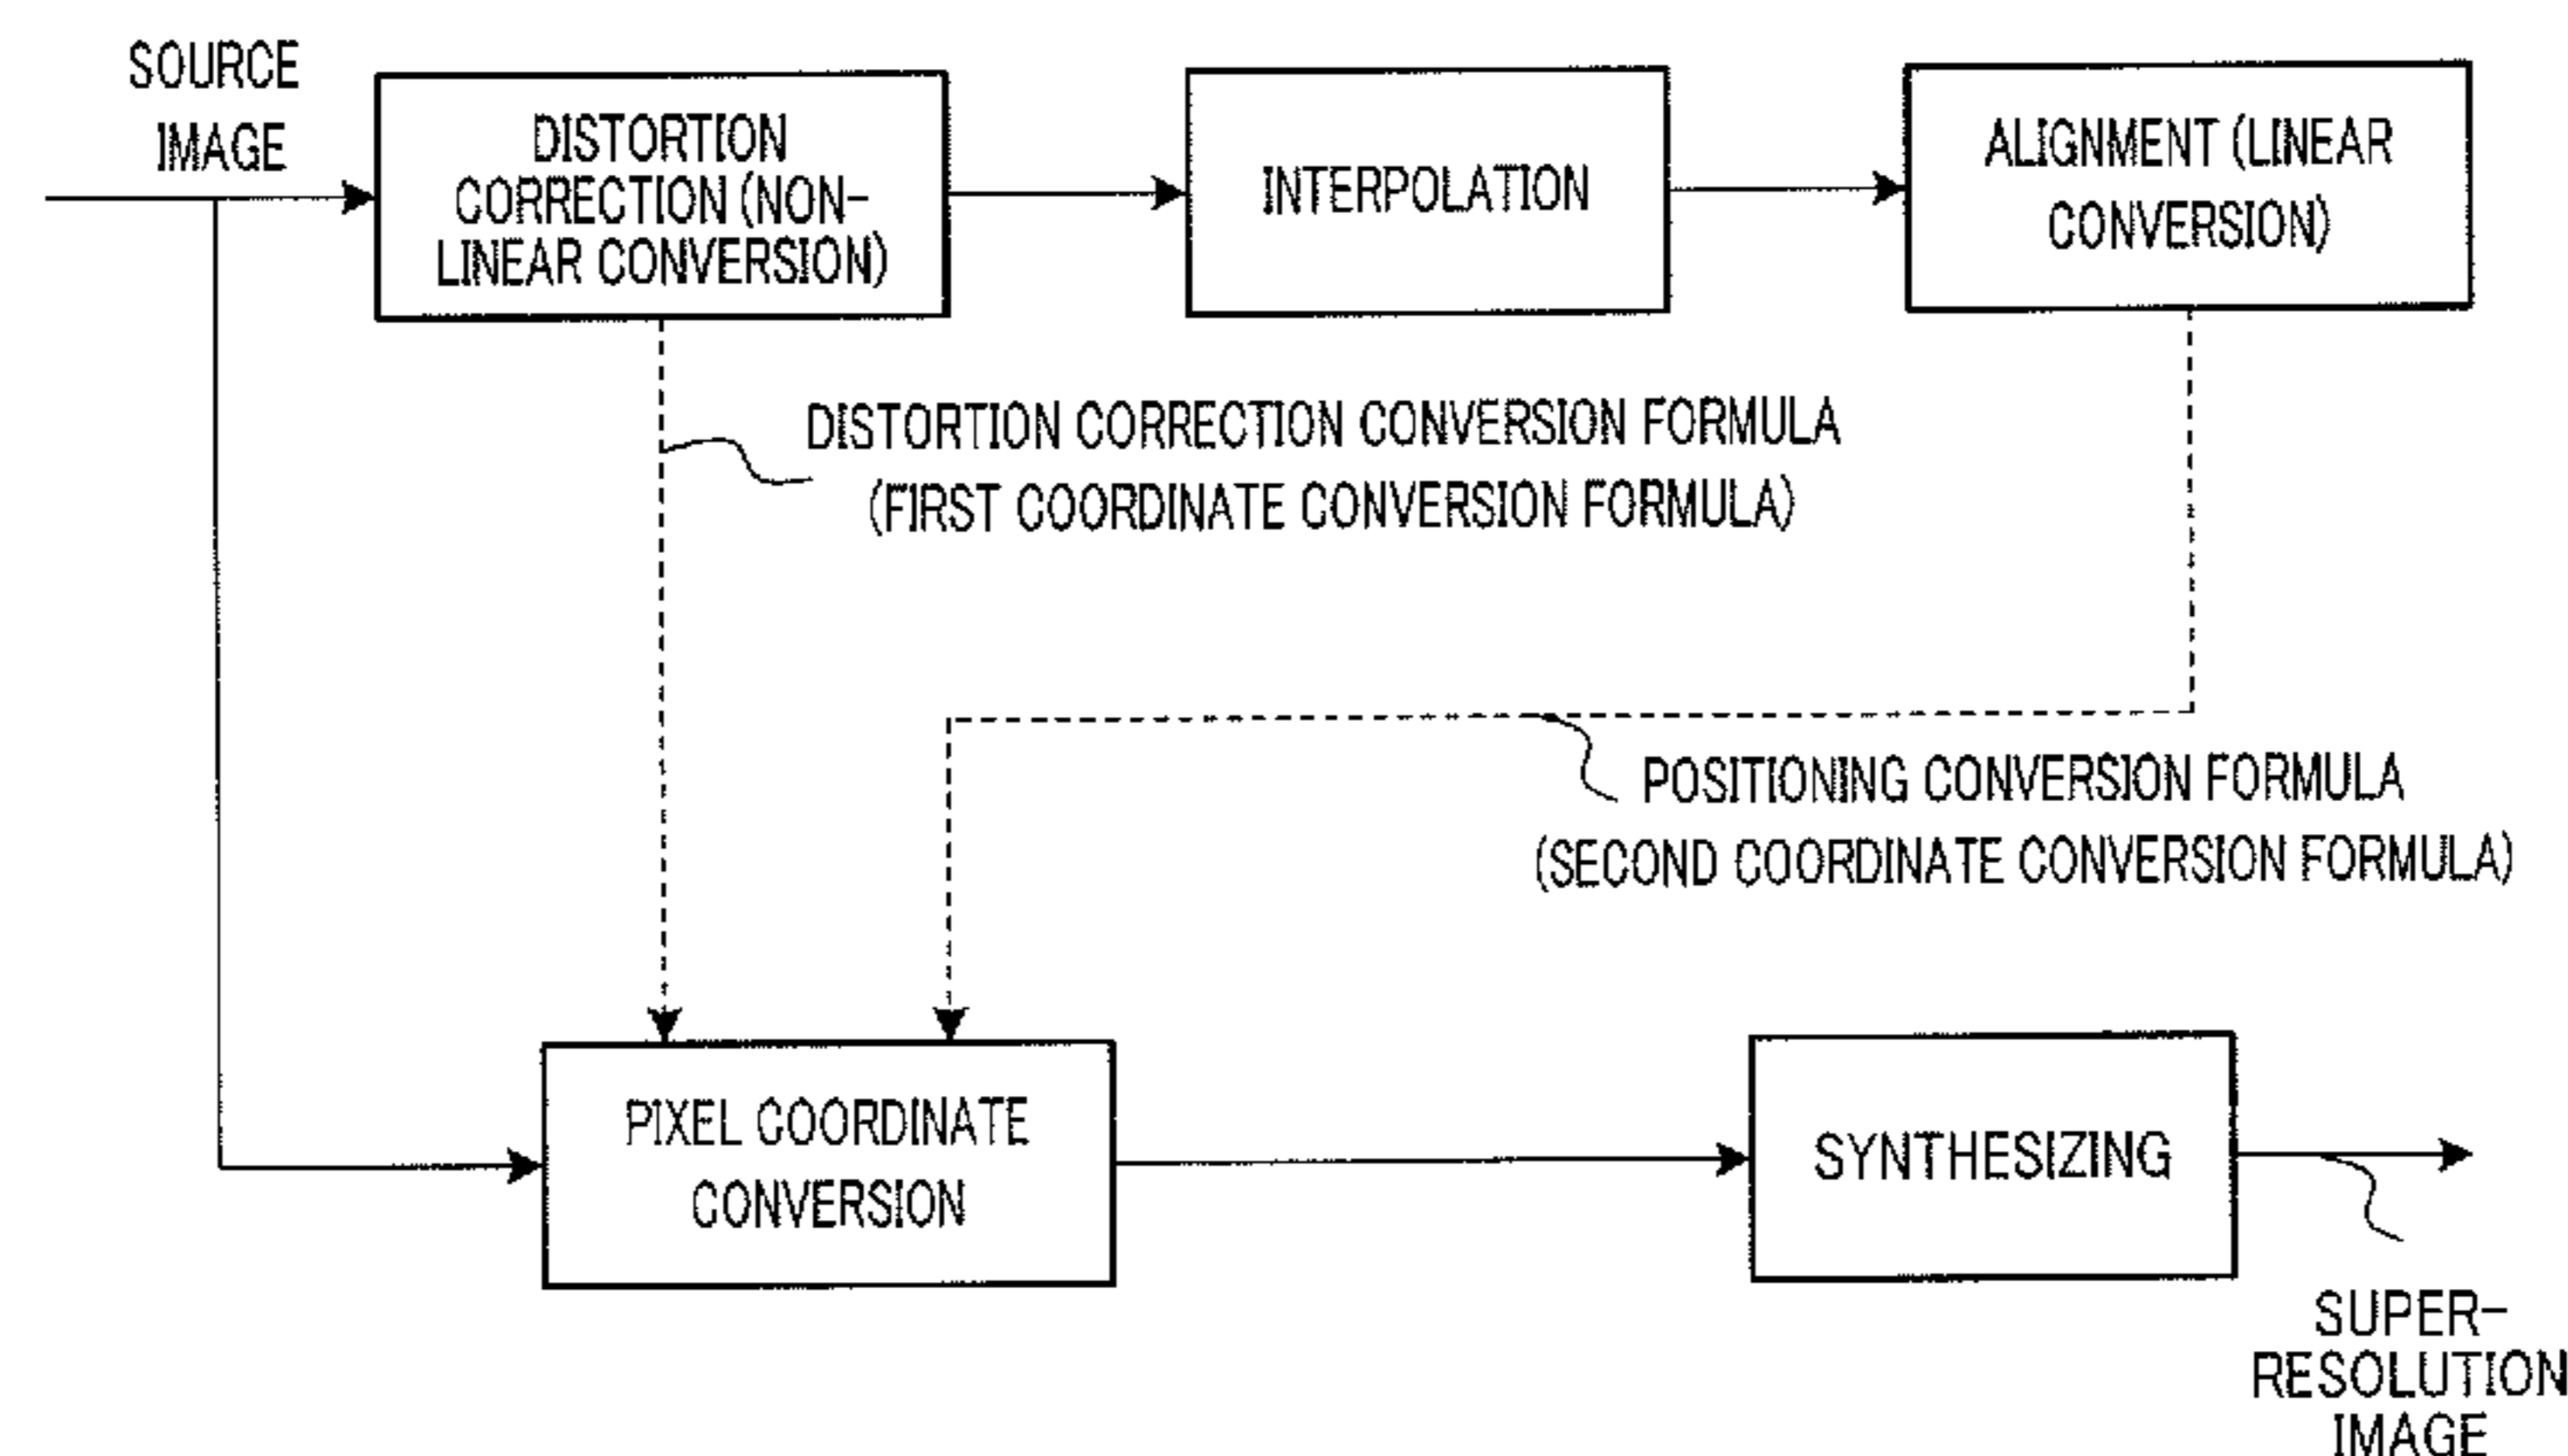 SOURCE
IMAGE
DISTORTION
CORRECTION (NON-
LINEAR CONVERSION)
INTERPOLATION
ALIGNMENT (LINEAR
CONVERSION)
DISTORTION CORRECTION CONVERSION FORMULA
(FIRST COORDINATE CONVERSION FORMULA)
POSITIONING CONVERSION FORMULA
(SECOND COORDINATE CONVERSION FORMULA)
PIXEL COORDINATE
CONVERSION
SYNTHESIZING
SUPER-
RESOLUTION
IMAGE